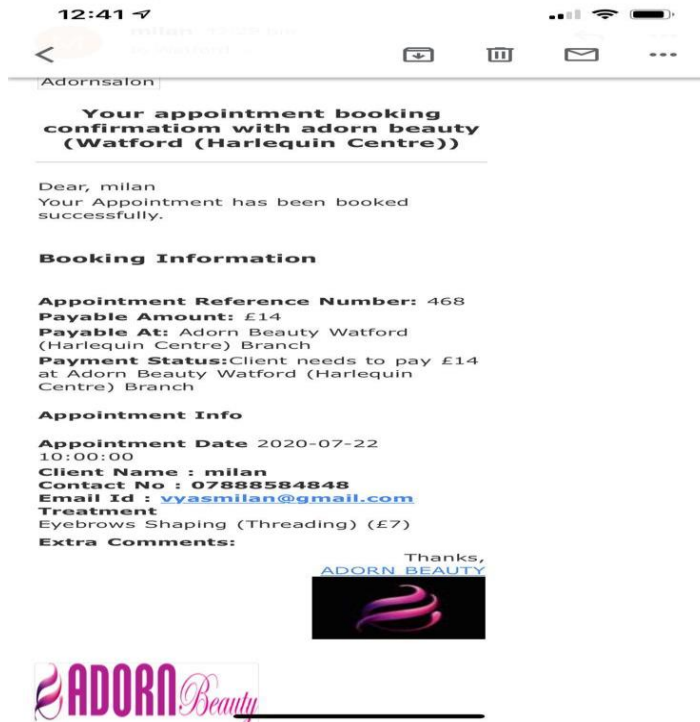 12:41
Adornsalon
Your appointment booking
confirmatiom with adorn beauty
(Watford (Harlequin Centre))
Dear, milan
Your Appointment has been booked
successfully.
Booking Information
Appointment Reference Number: 468
Payable Amount: £14
Payable At: Adorn Beauty Watford
(Harlequin Centre) Branch
Payment Status:Client needs to pay £14
at Adorn Beauty Watford (Harlequin
Centre) Branch
Appointment Info
Appointment Date 2020-07-22
10:00:00
Client Name : milan
Contact No : 07888584848
Email Id : vyasmilan@gmail.com
Treatment
Eyebrows Shaping (Threading) (£7)
Extra Comments:
Thanks,
ADORN BEAUTY
ADORN Beauty